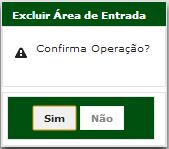 Excluir Área de Entrada
Confirma Operação?
Sim Não